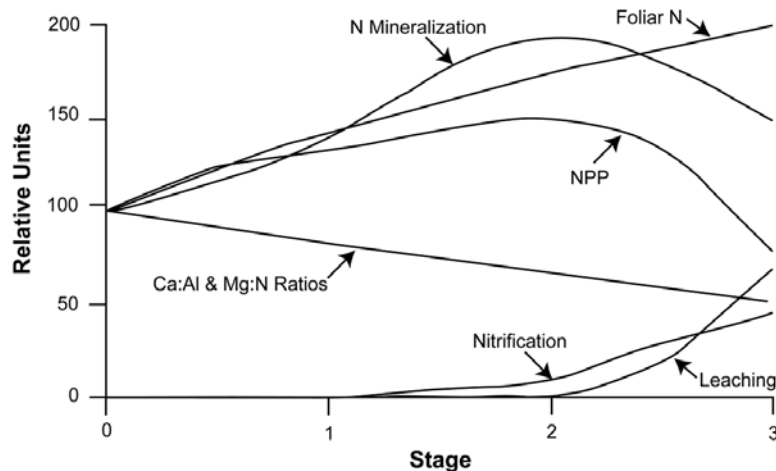 200
150
100
50
0
Relative Units
N Mineralization
Foliar N
NPP
Ca:Al & Mg:N Ratios
Nitrification
Leaching
0
1
2
3
Stage